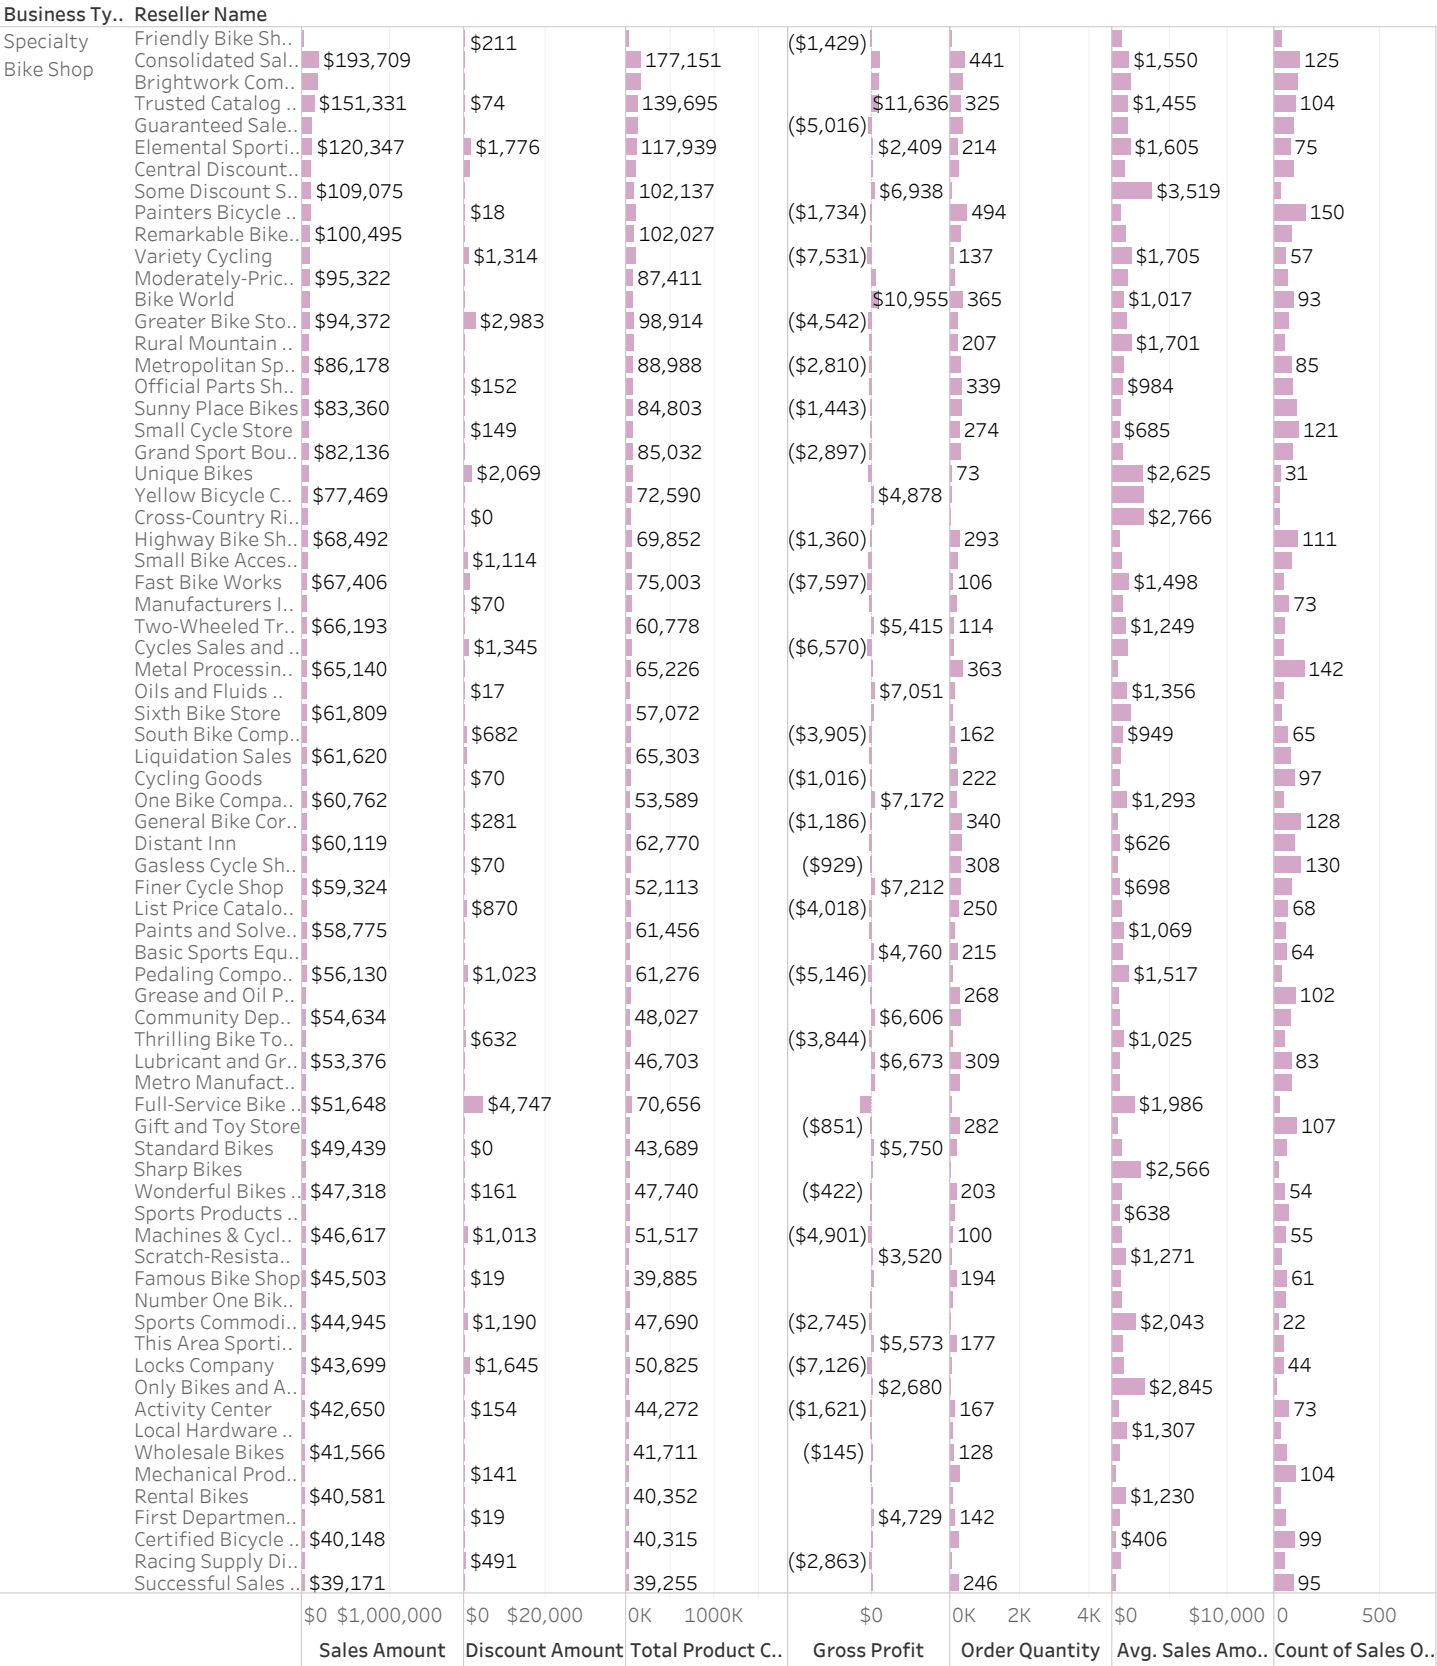 Business Ty.. Reseller Name
Specialty Friendly Bike Sh.. $211 ($1,429)
Bike Shop Consolidated Sal.. $193,709 177,151 441 $1,550 125
Brightwork Com..
Trusted Catalog .. $151,331 $74 139,695 $11,636 325 $1,455 104
Guaranteed Sale.. ($5,016)
Elemental Sporti.. $120,347 $1,776 117,939 $2,409 214 $1,605 75
Central Discount..
Some Discount S.. $109,075 102,137 $6,938 $3,519
Painters Bicycle .. $18 ($1,734) 494 150
Remarkable Bike.. $100,495 102,027
Variety Cycling $1,314 ($7,531) 137 $1,705 57
Moderately-Pric.. $95,322 87,411
Bike World $10,955 365 $1,017 93
Greater Bike Sto.. $94,372 $2,983 98,914 ($4,542)
Rural Mountain .. 207 $1,701
Metropolitan Sp.. $86,178 88,988 ($2,810) 85
Official Parts Sh.. $152 339 $984
Sunny Place Bikes $83,360 84,803 ($1,443)
Small Cycle Store $149 274 $685 121
Grand Sport Bou.. $82,136 85,032 ($2,897)
Unique Bikes $2,069 73 $2,625 31
Yellow Bicycle C.. $77,469 72,590 $4,878
Cross-Country Ri.. $0 $2,766
Highway Bike Sh.. $68,492 69,852 ($1,360) 293 111
Small Bike Acces.. $1,114
Fast Bike Works $67,406 75,003 ($7,597) 106 $1,498
Manufacturers I.. $70 73
Two-Wheeled Tr.. $66,193 60,778 $5,415 114 $1,249
Cycles Sales and .. $1,345 ($6,570)
Metal Processin.. $65,140 65,226 363 142
Oils and Fluids .. $17 $7,051 $1,356
Sixth Bike Store $61,809 57,072
South Bike Comp.. $682 ($3,905) 162 $949 65
Liquidation Sales $61,620 65,303
Cycling Goods $70 ($1,016) 222 97
One Bike Compa.. $60,762 53,589 $7,172 $1,293
General Bike Cor.. $281 ($1,186) 340 128
Distant Inn $60,119 62,770 $626
Gasless Cycle Sh.. $70 ($929) 308 130
Finer Cycle Shop $59,324 52,113 $7,212 $698
List Price Catalo.. $870 ($4,018) 250 68
Paints and Solve.. $58,775 61,456 $1,069
Basic Sports Equ.. $4,760 215 64
Pedaling Compo.. $56,130 $1,023 61,276 ($5,146) $1,517
Grease and Oil P.. 268 102
Community Dep.. $54,634 48,027 $6,606
Thrilling Bike To.. $632 ($3,844) $1,025
Lubricant and Gr.. $53,376 46,703 $6,673 309 83
Metro Manufact..
Full-Service Bike .. $51,648 $4,747 70,656 $1,986
Gift and Toy Store ($851) 282 107
Standard Bikes $49,439 $0 43,689 $5,750
Sharp Bikes $2,566
Wonderful Bikes .. $47,318 $161 47,740 ($422) 203 54
Sports Products .. $638
Machines & Cycl.. $46,617 $1,013 51,517 ($4,901) 100 55
Scratch-Resista.. $3,520 $1,271
Famous Bike Shop $45,503 $19 39,885 194 61
Number One Bik..
Sports Commodi.. $44,945 $1,190 47,690 ($2,745) $2,043 22
This Area Sporti.. $5,573 177
Locks Company $43,699 $1,645 50,825 ($7,126) 44
Only Bikes and A.. $2,680 $2,845
Activity Center $42,650 $154 44,272 ($1,621) 167 73
Local Hardware .. $1,307
Wholesale Bikes $41,566 41,711 ($145) 128
Mechanical Prod.. $141 104
Rental Bikes $40,581 40,352 $1,230
First Departmen.. $19 $4,729 142
Certified Bicycle .. $40,148 40,315 $406 99
Racing Supply Di.. $491 ($2,863)
Successful Sales .. $39,171 39,255 246 95
$0 $1,000,000 $0 $20,000 0K 1000K $0 0K 2K 4K $0 $10,000 0 500
Sales Amount Discount Amount Total Product C.. Gross Profit Order Quantity Avg. Sales Amo.. Count of Sales O..